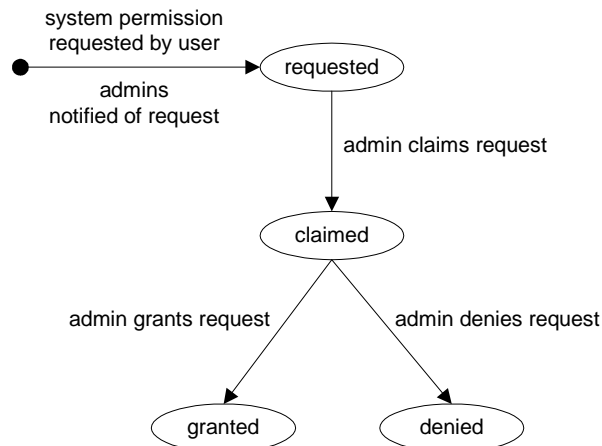 system permission
requested by user
requested
admins
notified of request
admin claims request
claimed
admin grants request
admin denies request
granted
denied